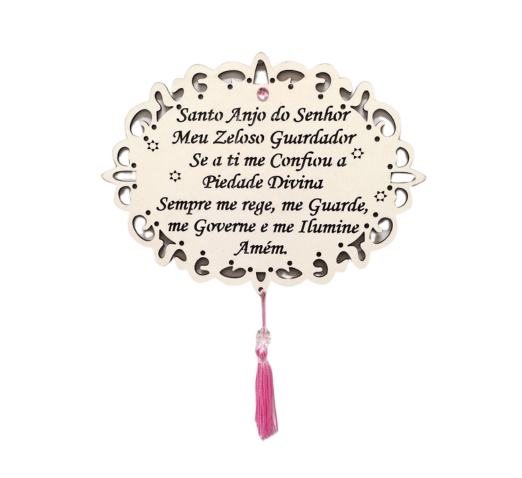 Santo Anjo do Senhor
Meu Zeloso Guardador
Se a ti me Confiou a
Piedade Divina
Sempre me rege, me Guarde,
me Governe e me Ilumine
Amém.